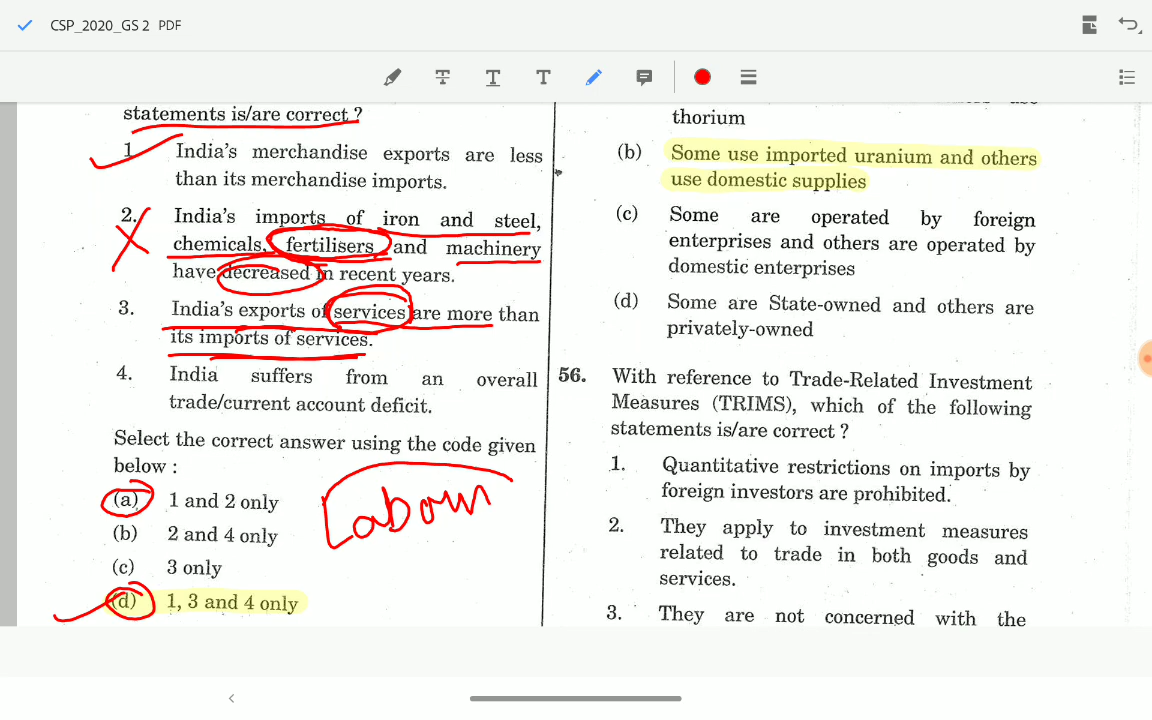 CSP_2020_GS 2 PDF
statements is/are correct ?
1. India's merchandise exports are less
than its merchandise imports.
2. India's imports of iron and steel,
chemicals, fertilisers and machinery
have decreased in recent years.
3. India's exports of services are more than
its imports of services.
4. India suffers from an overall
trade/current account deficit.
Select the correct answer using the code given
below :
(a) 1 and 2 only
(b) 2 and 4 only
(c) 3 only
(d) 1, 3 and 4 only
Labour
thorium
(b) Some use imported uranium and others
use domestic supplies
(c) Some are operated by foreign
enterprises and others are operated by
domestic enterprises
(d) Some are State-owned and others are
privately-owned
56. With reference to Trade-Related Investment
Measures (TRIMS), which of the following
statements is/are correct ?
1. Quantitative restrictions on imports by
foreign investors are prohibited.
2. They apply to investment measures
related to trade in both goods and
services.
3. They are not concerned with the